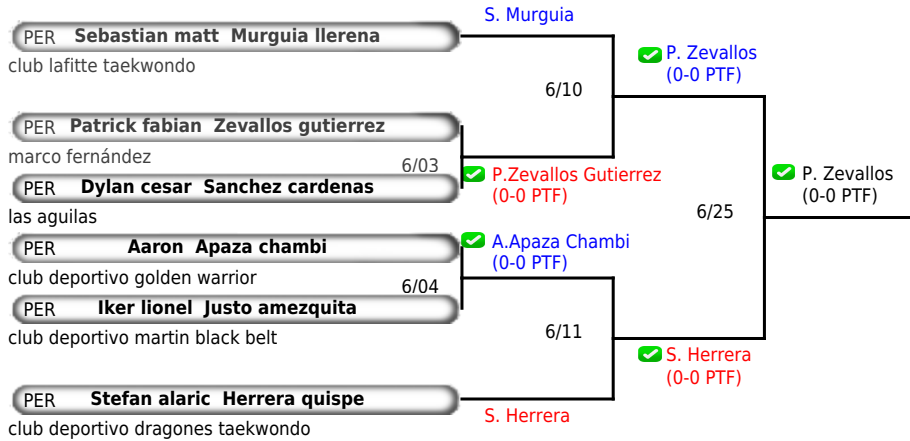 S. Murguia
PER Sebastian matt Murguia llerena
club lafitte taekwondo
P. Zevallos
(0-0 PTF)
6/10
PER Patrick fabian Zevallos gutierrez
marco fernández
6/03
P.Zevallos Gutierrez
(0-0 PTF)
PER Dylan cesar Sanchez cardenas
las aguilas
P. Zevallos
(0-0 PTF)
6/25
PER Aaron Apaza chambi
club deportivo golden warrior
A.Apaza Chambi
(0-0 PTF)
6/04
PER Iker lionel Justo amezquita
club deportivo martin black belt
6/11
S. Herrera
(0-0 PTF)
PER Stefan alaric Herrera quispe
club deportivo dragones taekwondo
S. Herrera